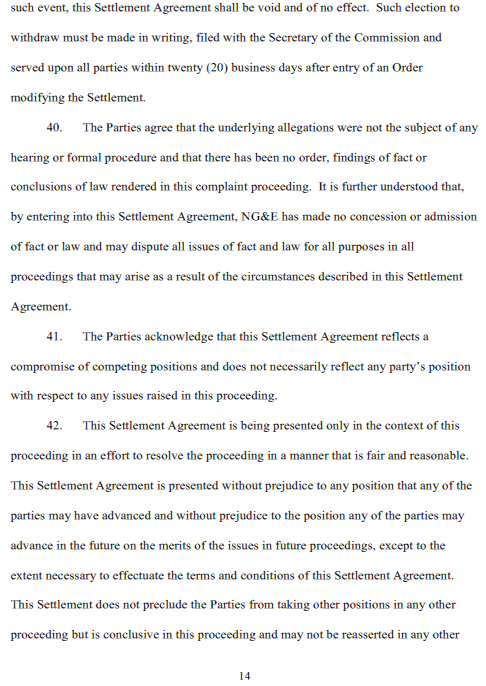 such event, this Settlement Agreement shall be void and of no effect. Such election to
withdraw must be made in writing, filed with the Secretary of the Commission and
served upon all parties within twenty (20) business days after entry of an Order
modifying the Settlement.
40. The Parties agree that the underlying allegations were not the subject of any
hearing or formal procedure and that there has been no order, findings of fact or
conclusions of law rendered in this complaint proceeding. It is further understood that,
by entering into this Settlement Agreement, NG&E has made no concession or admission
of fact or law and may dispute all issues of fact and law for all purposes in all
proceedings that may arise as a result of the circumstances described in this Settlement
Agreement.
41. The Parties acknowledge that this Settlement Agreement reflects a
compromise of competing positions and does not necessarily reflect any party's position
with respect to any issues raised in this proceeding.
42. This Settlement Agreement is being presented only in the context of this
proceeding in an effort to resolve the proceeding in a manner that is fair and reasonable.
This Settlement Agreement is presented without prejudice to any position that any of the
parties may have advanced and without prejudice to the position any of the parties may
advance in the future on the merits of the issues in future proceedings, except to the
extent necessary to effectuate the terms and conditions of this Settlement Agreement.
This Settlement does not preclude the Parties from taking other positions in any other
proceeding but is conclusive in this proceeding and may not be reasserted in any other
14